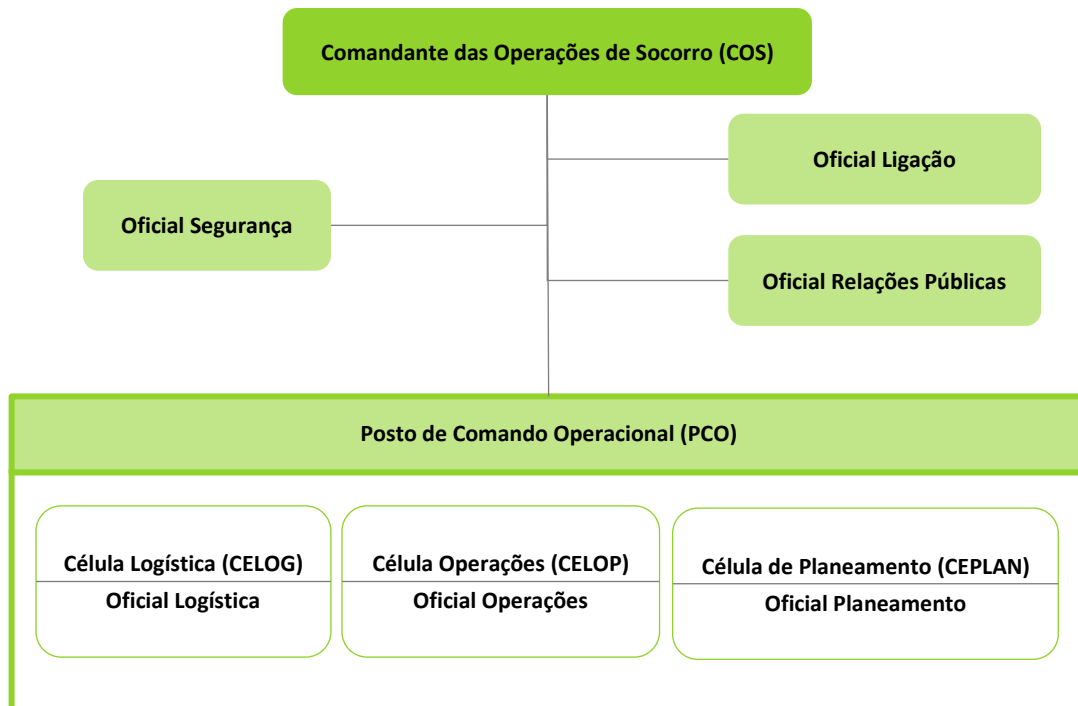 Comandante das Operações de Socorro (COS)
Oficial Ligação
Oficial Segurança
Oficial Relações Públicas
Posto de Comando Operacional (PCO)
Célula Logística (CELOG)
Oficial Logística
Célula Operações (CELOP)
Oficial Operações
Célula de Planeamento (CEPLAN)
Oficial Planeamento